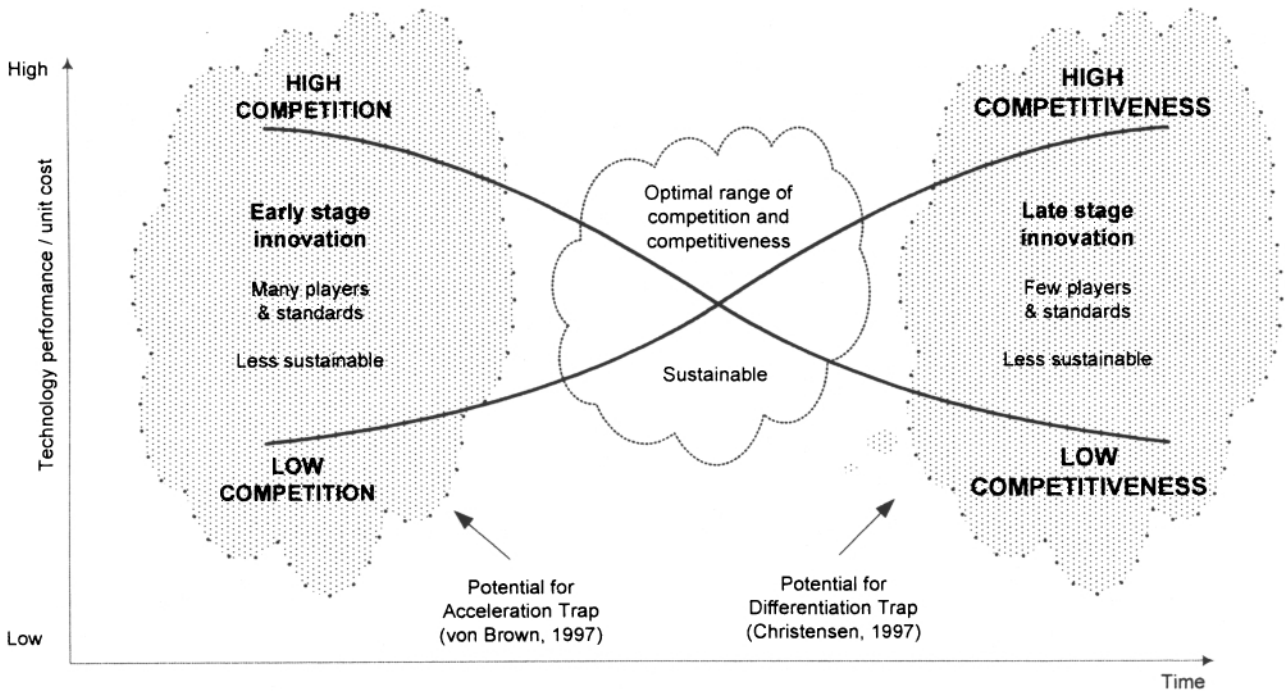 High
HIGH
COMPETITION
HIGH
COMPETITIVENESS
Technology performance / unit cost
Early stage
innovation
Many players
& standards
Less sustainable
Optimal range of
competition and
competitiveness
Sustainable
Late stage
innovation
Few players
& standards
Less sustainable
LOW
COMPETITION
LOW
COMPETITIVENESS
Potential for
Acceleration Trap
(von Brown, 1997)
Potential for
Differentiation Trap
(Christensen, 1997)
Low
Time